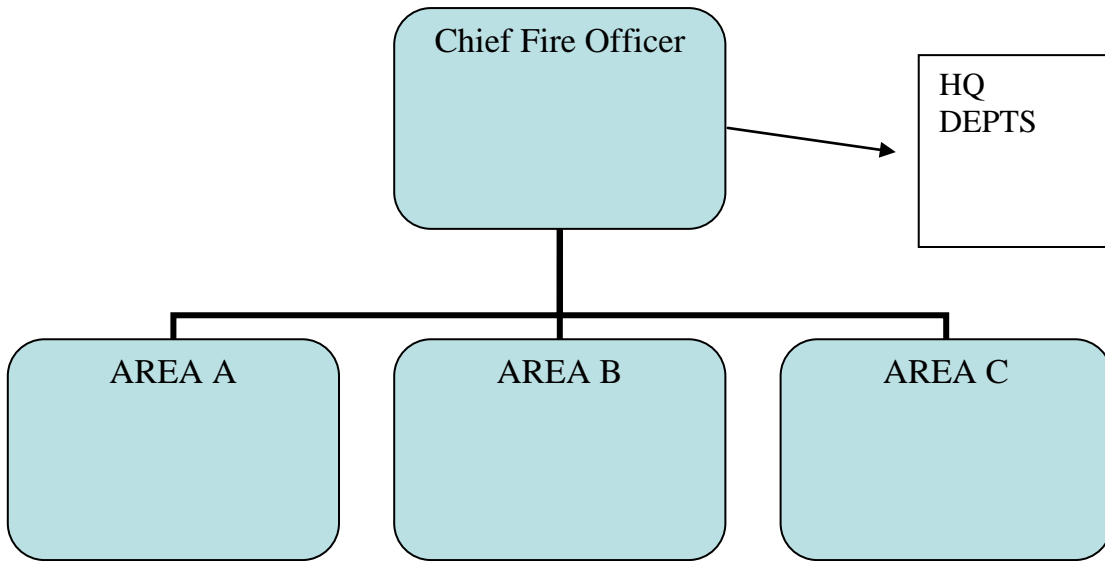 Chief Fire Officer
HQ
DEPTS
AREA A
AREA B
AREA C